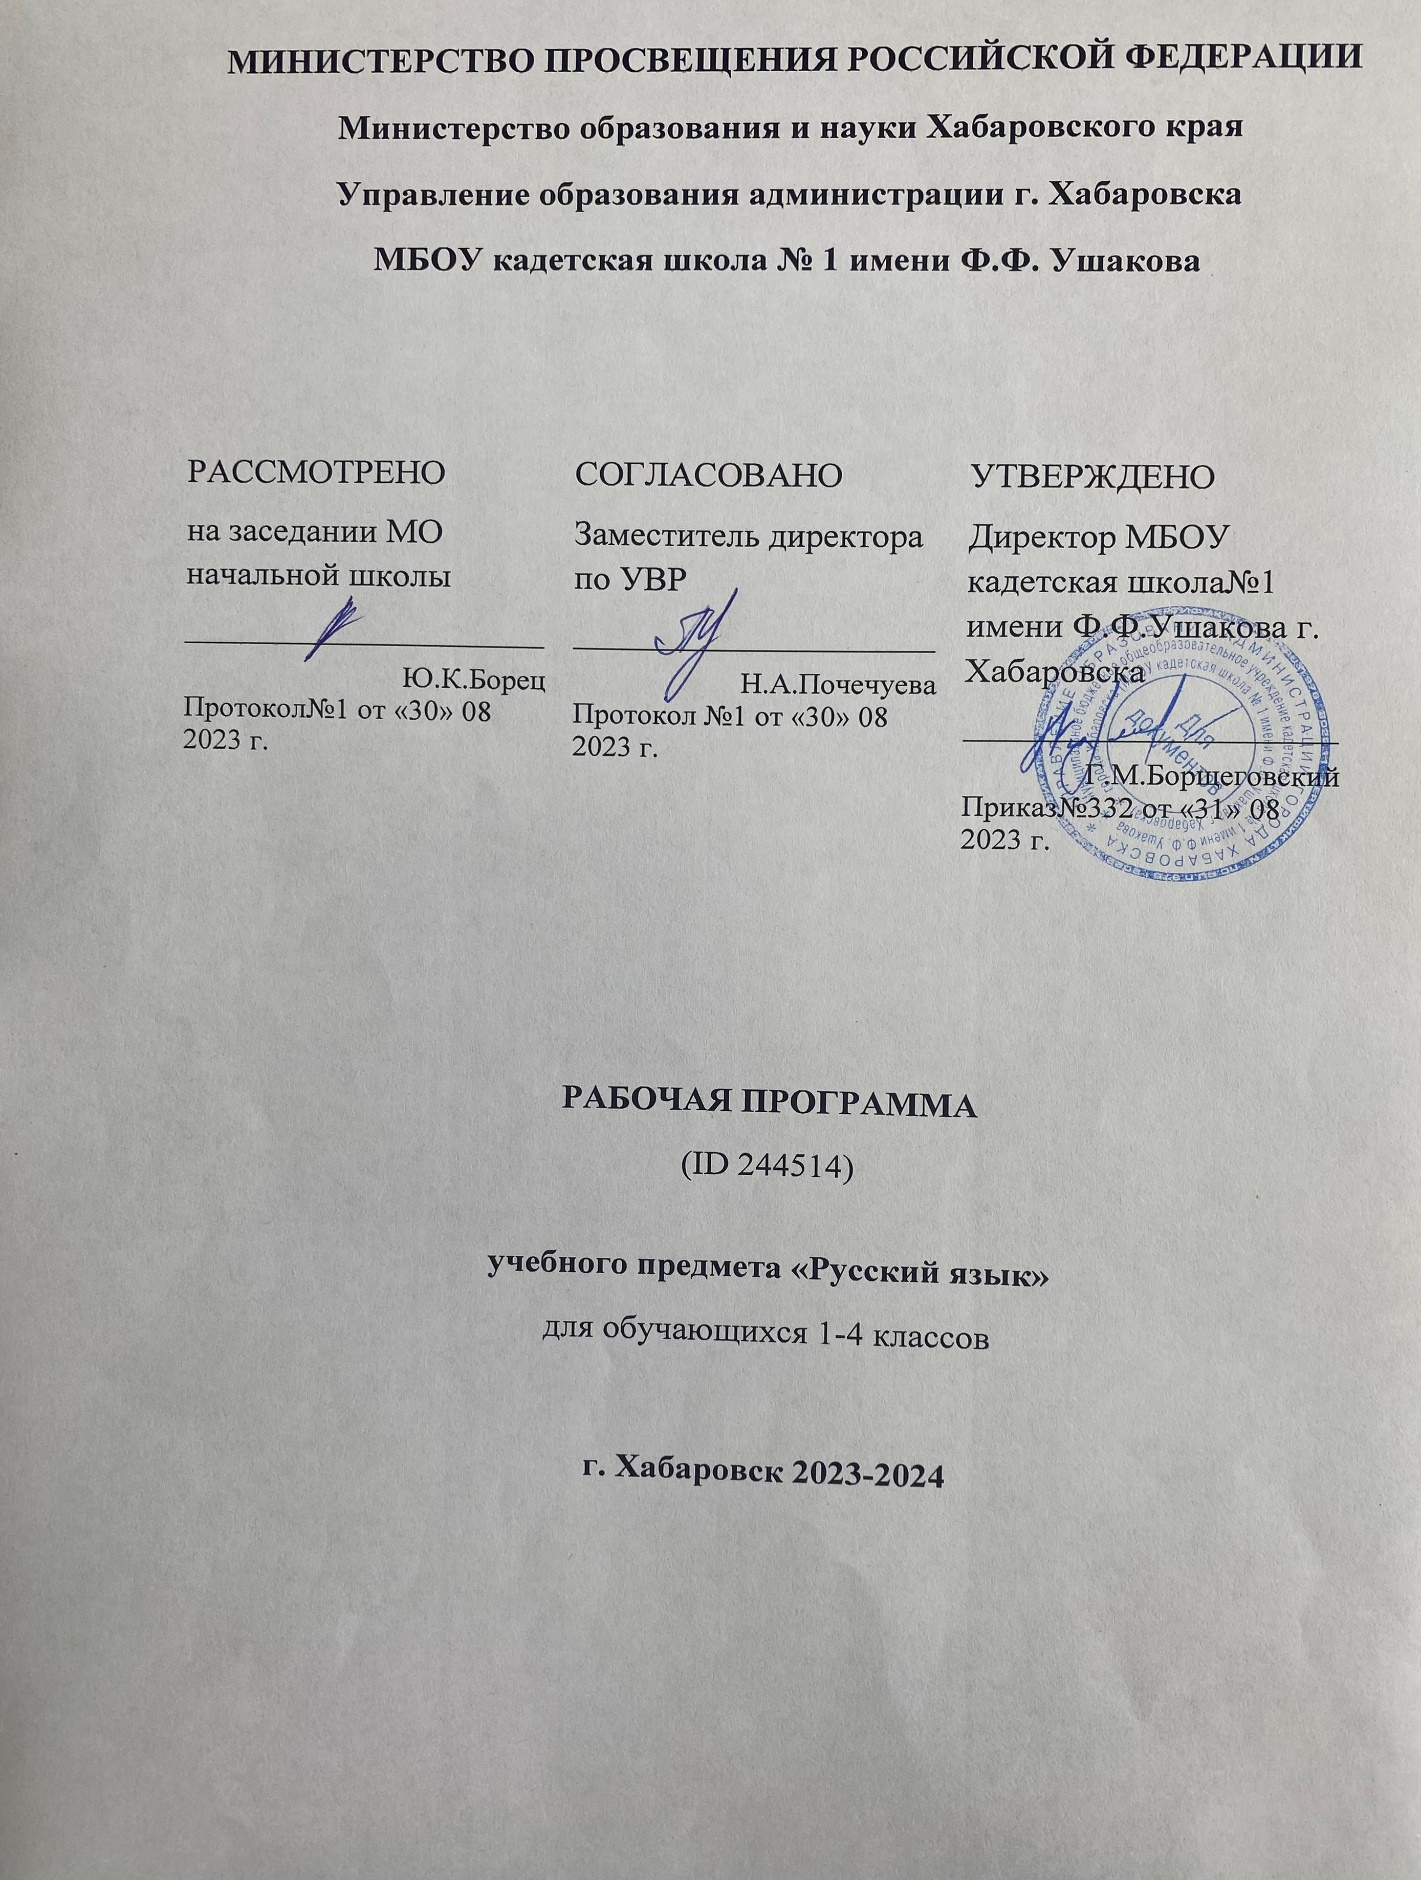 МИНИСТЕРСТВО ПРОСВЕЩЕНИЯ РОССИЙСКОЙ ФЕДЕРАЦИИ
Министерство образования и науки Хабаровского края
Управление образования администрации г. Хабаровска
МБОУ кадетская школа № 1 имени Ф.Ф. Ушакова
РАССМОТРЕНО
на заседании МО
начальной школы
Ю.К.Борец
Протокол№1 от «30» 08
2023 г.
СОГЛАСОВАНО
Заместитель директора
по УВР
Н.А.Почечуева
Протокол №1 от «30» 08
2023 г.
УТВЕРЖДЕНО
Директор МБОУ
кадетская школа№1
имени Ф.Ф.Ушакова г.
Хабаровска
Г.М.Борщеговский
Приказ№332 от «31» 08
2023 г.
Для
документов
РАБОЧАЯ ПРОГРАММА
(ID 244514)
учебного предмета «Русский язык»
для обучающихся 1-4 классов
г. Хабаровск 2023-2024